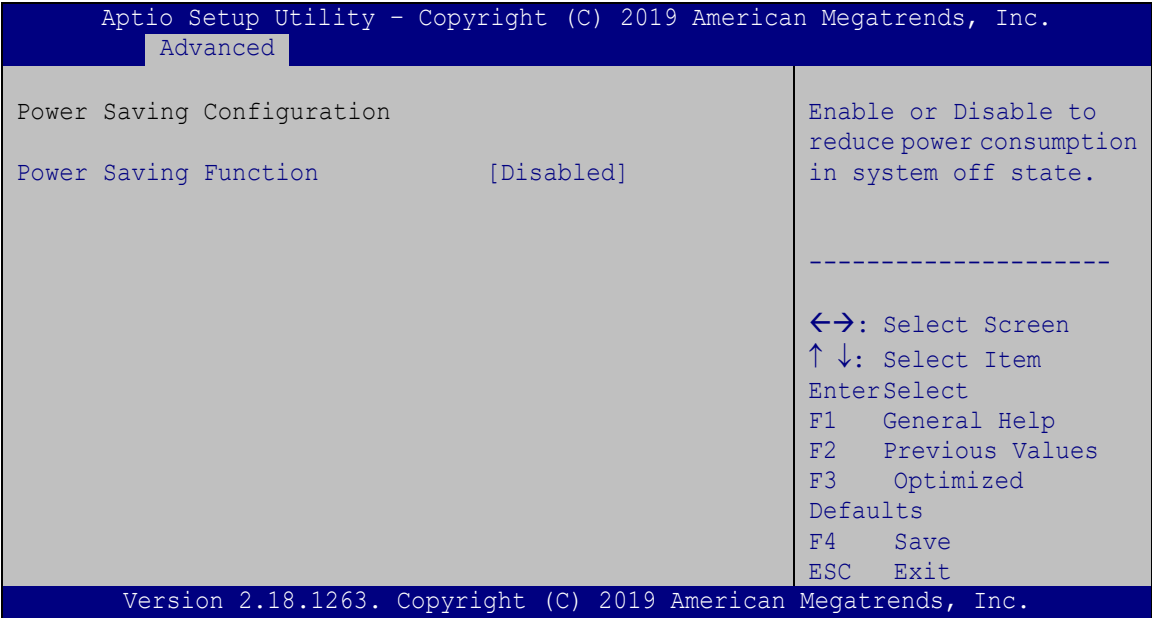 Aptio Setup Utility – Copyright (C) 2019 American Megatrends, Inc.
Advanced
Power Saving Configuration
Power Saving Function [Disabled]
Enable or Disable to
reduce power consumption
in system off state.
---------------------
←→: Select Screen
↑ ↓: Select Item
EnterSelect
F1 General Help
F2 Previous Values
F3 Optimized
Defaults
F4 Save
ESC Exit
Version 2.18.1263. Copyright (C) 2019 American Megatrends, Inc.